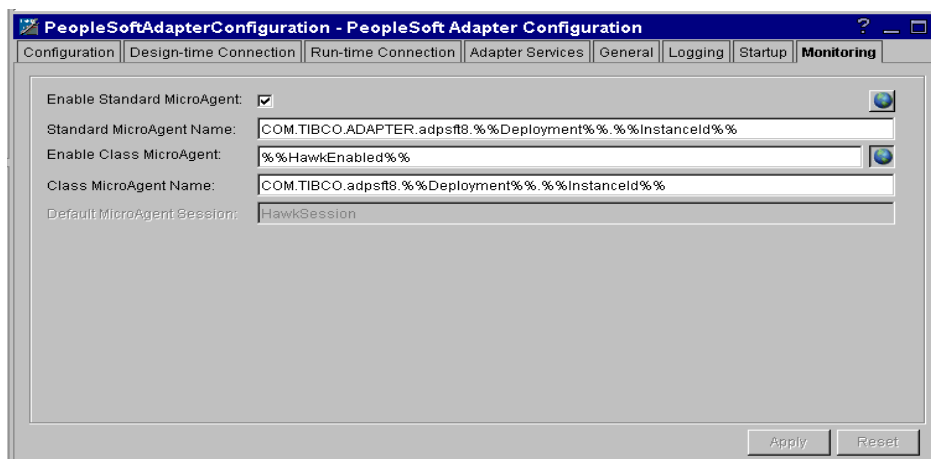 PeopleSoftAdapterConfiguration - PeopleSoft Adapter Configuration ?
Configuration Design-time Connection Run-time Connection Adapter Services General Logging Startup Monitoring
Enable Standard MicroAgent:
Standard MicroAgent Name: COM.TIBCO.ADAPTER.adpsft8.%%Deployment%%.%%InstanceId%%
Enable Class MicroAgent: %%HawkEnabled%%
Class MicroAgent Name: COM.TIBCO.adpsft8.%%Deployment%%.%%InstanceId%%
Default MicroAgent Session: HawkSession
Apply Reset